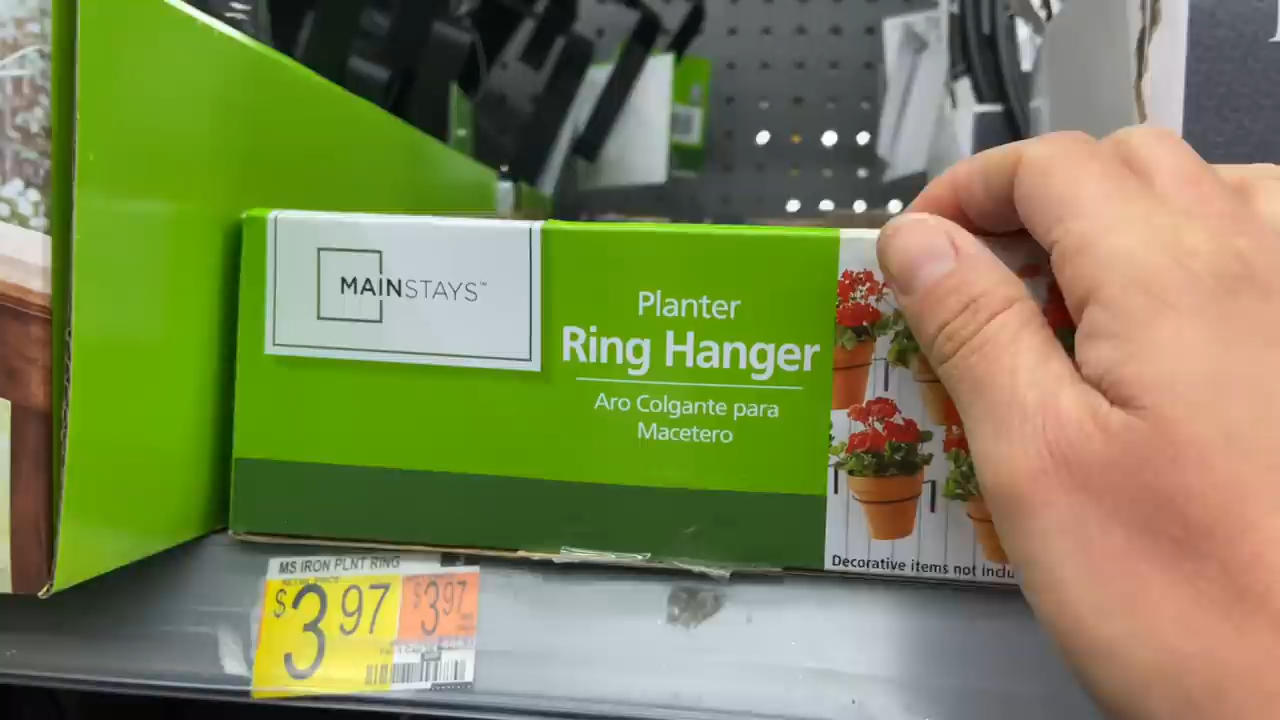 MAINSTAYS™
Planter
Ring Hanger
Aro Colgante para
Macetero
Decorative items not inclu
MS IRON PLNT RING
$3.97
$3.97